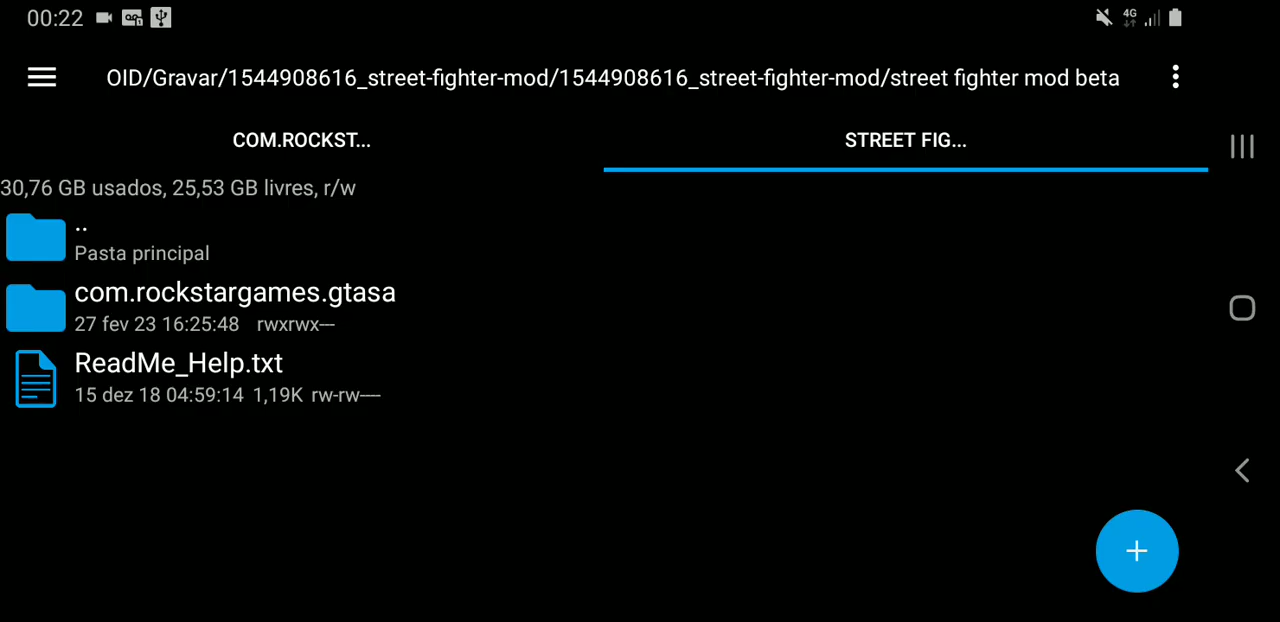 00:22
4G
OID/Gravar/1544908616_street-fighter-mod/1544908616_street-fighter-mod/street fighter mod beta
COM.ROCKST...
STREET FIG...
30,76 GB usados, 25,53 GB livres, r/w
..
Pasta principal
com.rockstargames.gtasa
27 fev 23 16:25:48 rwxrwx---
ReadMe_Help.txt
15 dez 18 04:59:14 1,19K rw-rw----